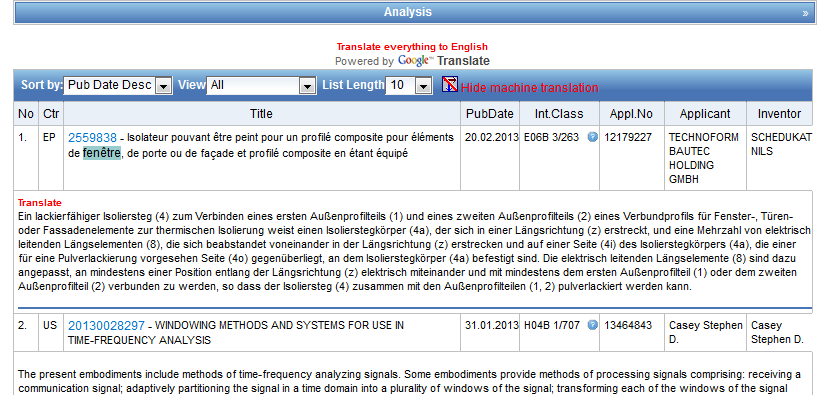 Analysis »
Translate everything to English
Powered by Google™ Translate
Sort by: Pub Date Desc View All List Length 10 Hide machine translation
No Ctr Title PubDate Int.Class Appl.No Applicant Inventor
1. EP 2559838 - Isolateur pouvant être peint pour un profilé composite pour éléments 20.02.2013 E06B 3/263 ? 12179227 TECHNOFORM SCHEDUKAT
de fenêtre, de porte ou de façade et profilé composite en étant équipé BAUTEC NILS
HOLDING
GMBH
Translate
Ein lackierfähiger Isoliersteg (4) zum Verbinden eines ersten Außenprofilteils (1) und eines zweiten Außenprofilteils (2) eines Verbundprofils für Fenster-, Türen-
oder Fassadenelemente zur thermischen Isolierung weist einen Isolierstegkörper (4a), der sich in einer Längsrichtung (z) erstreckt, und eine Mehrzahl von elektrisch
leitenden Längselementen (8), die sich beabstandet voneinander in der Längsrichtung (z) erstrecken und auf einer Seite (4i) des Isolierstegkörpers (4a), die einer
für eine Pulverlackierung vorgesehen Seite (4o) gegenüberliegt, an dem Isolierstegkörper (4a) befestigt sind. Die elektrisch leitenden Längselemente (8) sind dazu
angepasst, an mindestens einer Position entlang der Längsrichtung (z) elektrisch miteinander und mit mindestens dem ersten Außenprofilteil (1) oder dem zweiten
Außenprofilteil (2) verbunden zu werden, so dass der Isoliersteg (4) zusammen mit den Außenprofilteilen (1, 2) pulverlackiert werden kann.
2. US 20130028297 - WINDOWING METHODS AND SYSTEMS FOR USE IN 31.01.2013 H04B 1/707 ? 13464843 Casey Stephen Casey
TIME-FREQUENCY ANALYSIS D. Stephen D.
The present embodiments include methods of time-frequency analyzing signals. Some embodiments provide methods of processing signals comprising: receiving a
communication signal; adaptively partitioning the signal in a time domain into a plurality of windows of the signal; transforming each of the windows of the signal